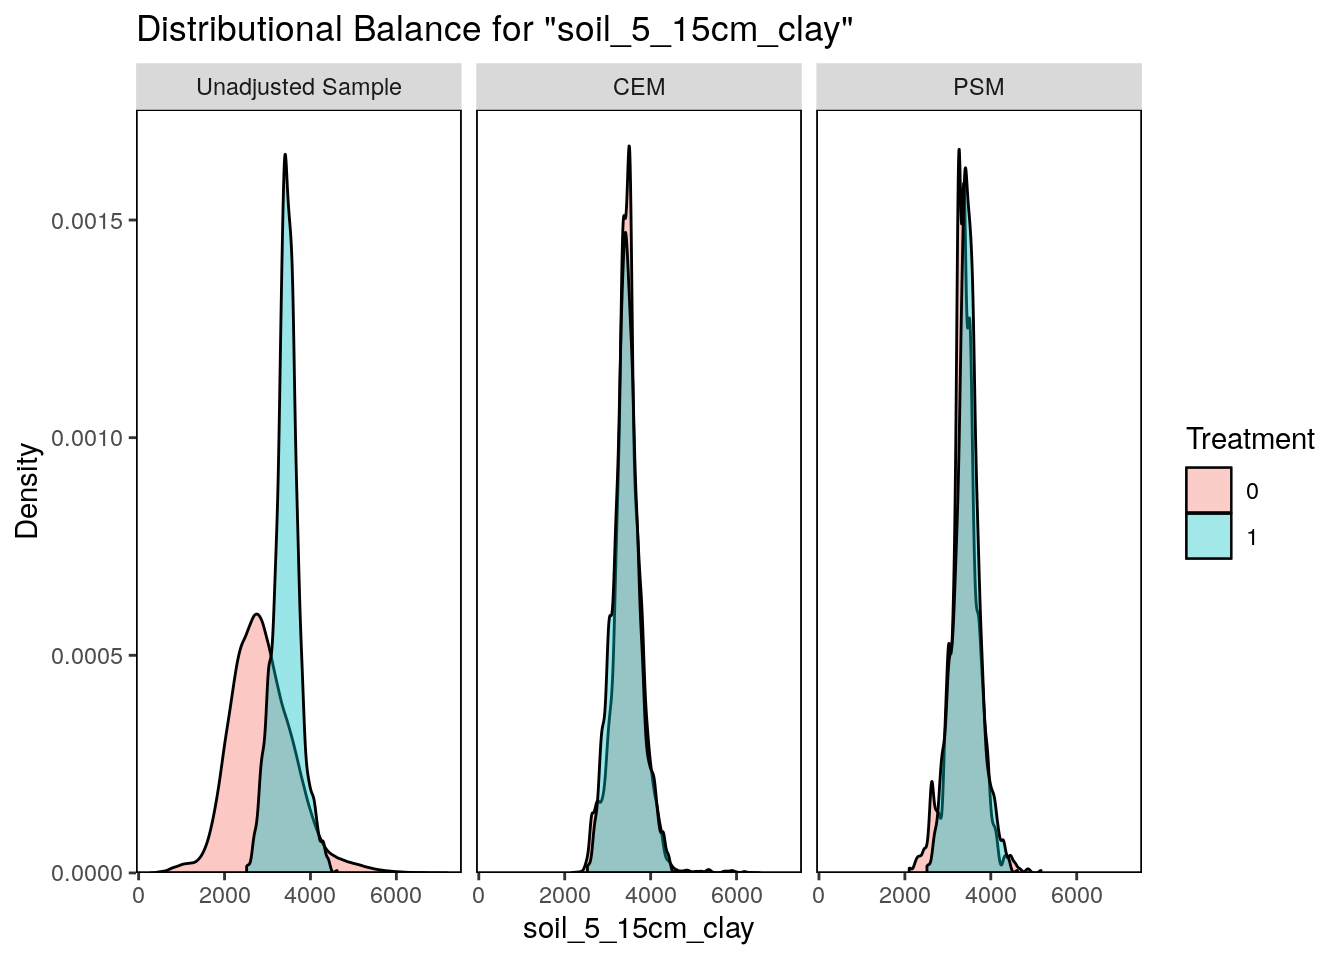 Distributional Balance for "soil_5_15cm_clay"
Unadjusted Sample
CEM
PSM
Density
0.0015
0.0010
0.0005
0.0000
0 2000 4000 6000
0 2000 4000 6000
0 2000 4000 6000
soil_5_15cm_clay
Treatment
0
1